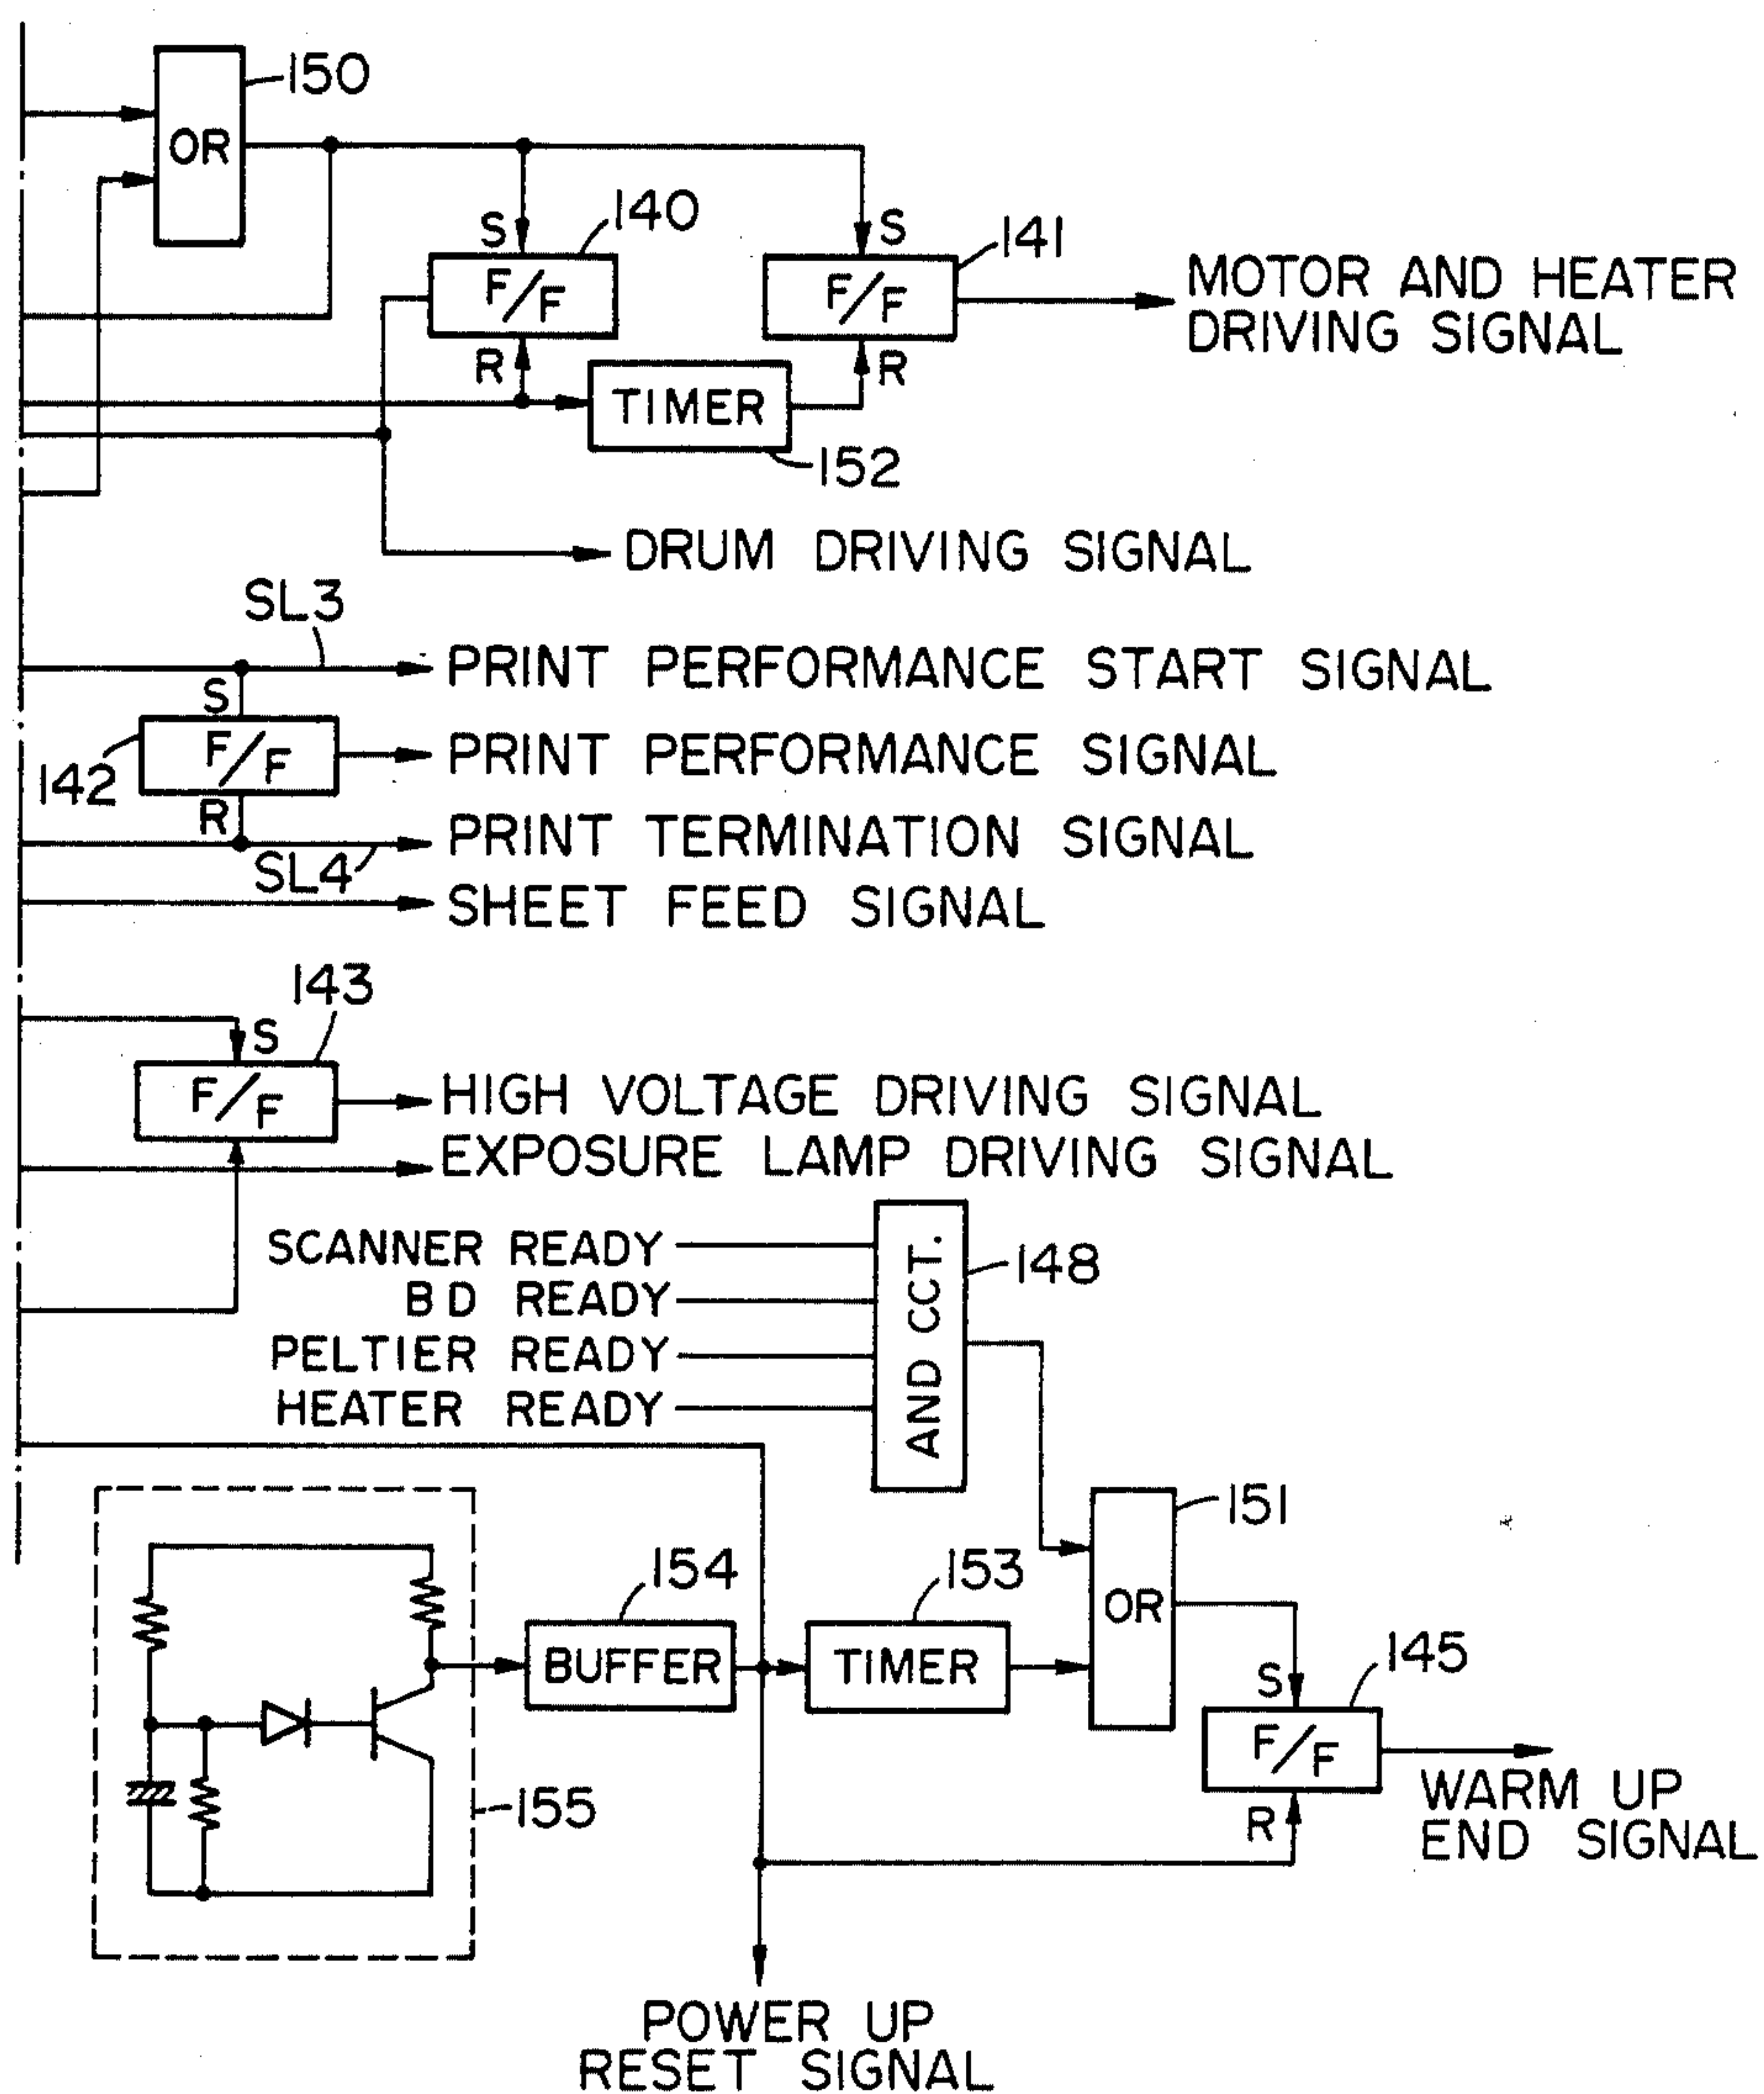 150
OR
S
140
F/F
R
S
141
F/F
R
MOTOR AND HEATER
DRIVING SIGNAL
TIMER
152
DRUM DRIVING SIGNAL
SL3
PRINT PERFORMANCE START SIGNAL
S
142
F/F
PRINT PERFORMANCE SIGNAL
R
PRINT TERMINATION SIGNAL
SL4
SHEET FEED SIGNAL
143
S
F/F
HIGH VOLTAGE DRIVING SIGNAL
EXPOSURE LAMP DRIVING SIGNAL
SCANNER READY
BD READY
PELTIER READY
HEATER READY
AND CCT.
148
151
OR
154
BUFFER
153
TIMER
S
145
F/F
R
WARM UP
END SIGNAL
155
POWER UP
RESET SIGNAL